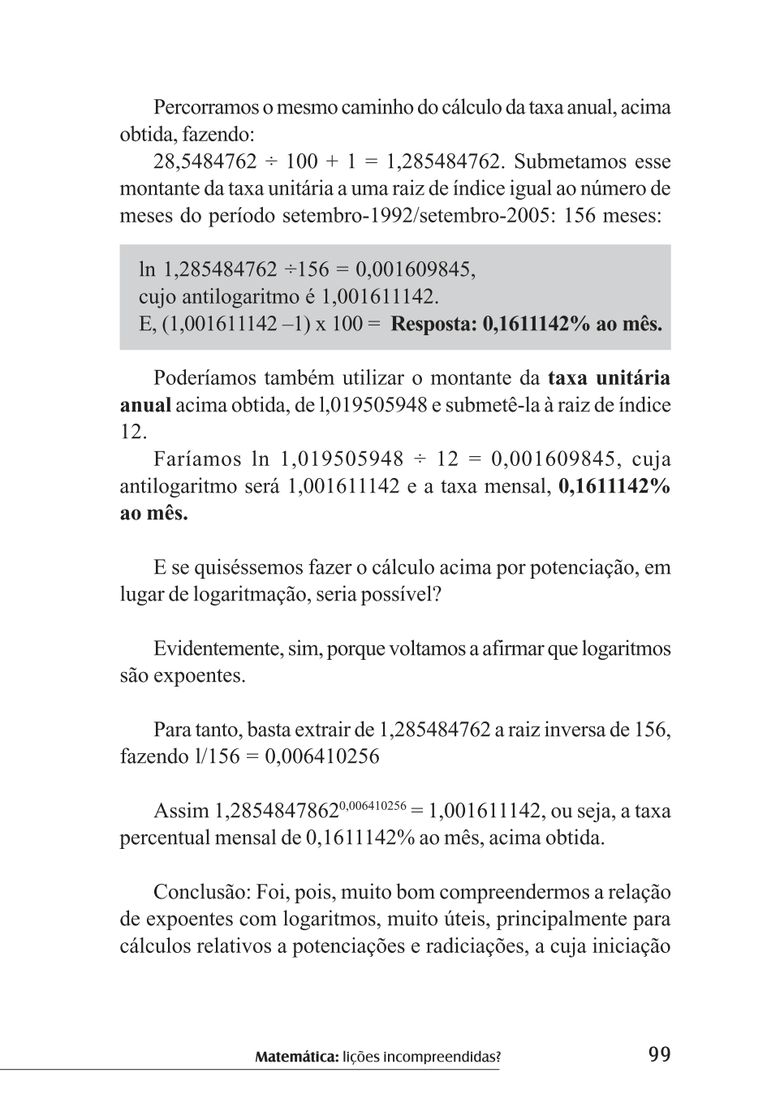 Percorramos o mesmo caminho do cálculo da taxa anual, acima
obtida, fazendo:
28,5484762 ÷ 100 + 1 = 1,285484762. Submetamos esse
montante da taxa unitária a uma raiz de índice igual ao número de
meses do período setembro-1992/setembro-2005: 156 meses:
ln 1,285484762 ÷156 = 0,001609845,
cujo antilogaritmo é 1,001611142.
E, (1,001611142 –1) x 100 = Resposta: 0,1611142% ao mês.
Poderíamos também utilizar o montante da taxa unitária
anual acima obtida, de l,019505948 e submetê-la à raiz de índice
12.
Faríamos ln 1,019505948 ÷ 12 = 0,001609845, cuja
antilogaritmo será 1,001611142 e a taxa mensal, 0,1611142%
ao mês.
E se quiséssemos fazer o cálculo acima por potenciação, em
lugar de logaritmação, seria possível?
Evidentemente, sim, porque voltamos a afirmar que logaritmos
são expoentes.
Para tanto, basta extrair de 1,285484762 a raiz inversa de 156,
fazendo l/156 = 0,006410256
Assim 1,2854847862^0,006410256 = 1,001611142, ou seja, a taxa
percentual mensal de 0,1611142% ao mês, acima obtida.
Conclusão: Foi, pois, muito bom compreendermos a relação
de expoentes com logaritmos, muito úteis, principalmente para
cálculos relativos a potenciações e radiciações, a cuja iniciação
Matemática: lições incompreendidas? 99